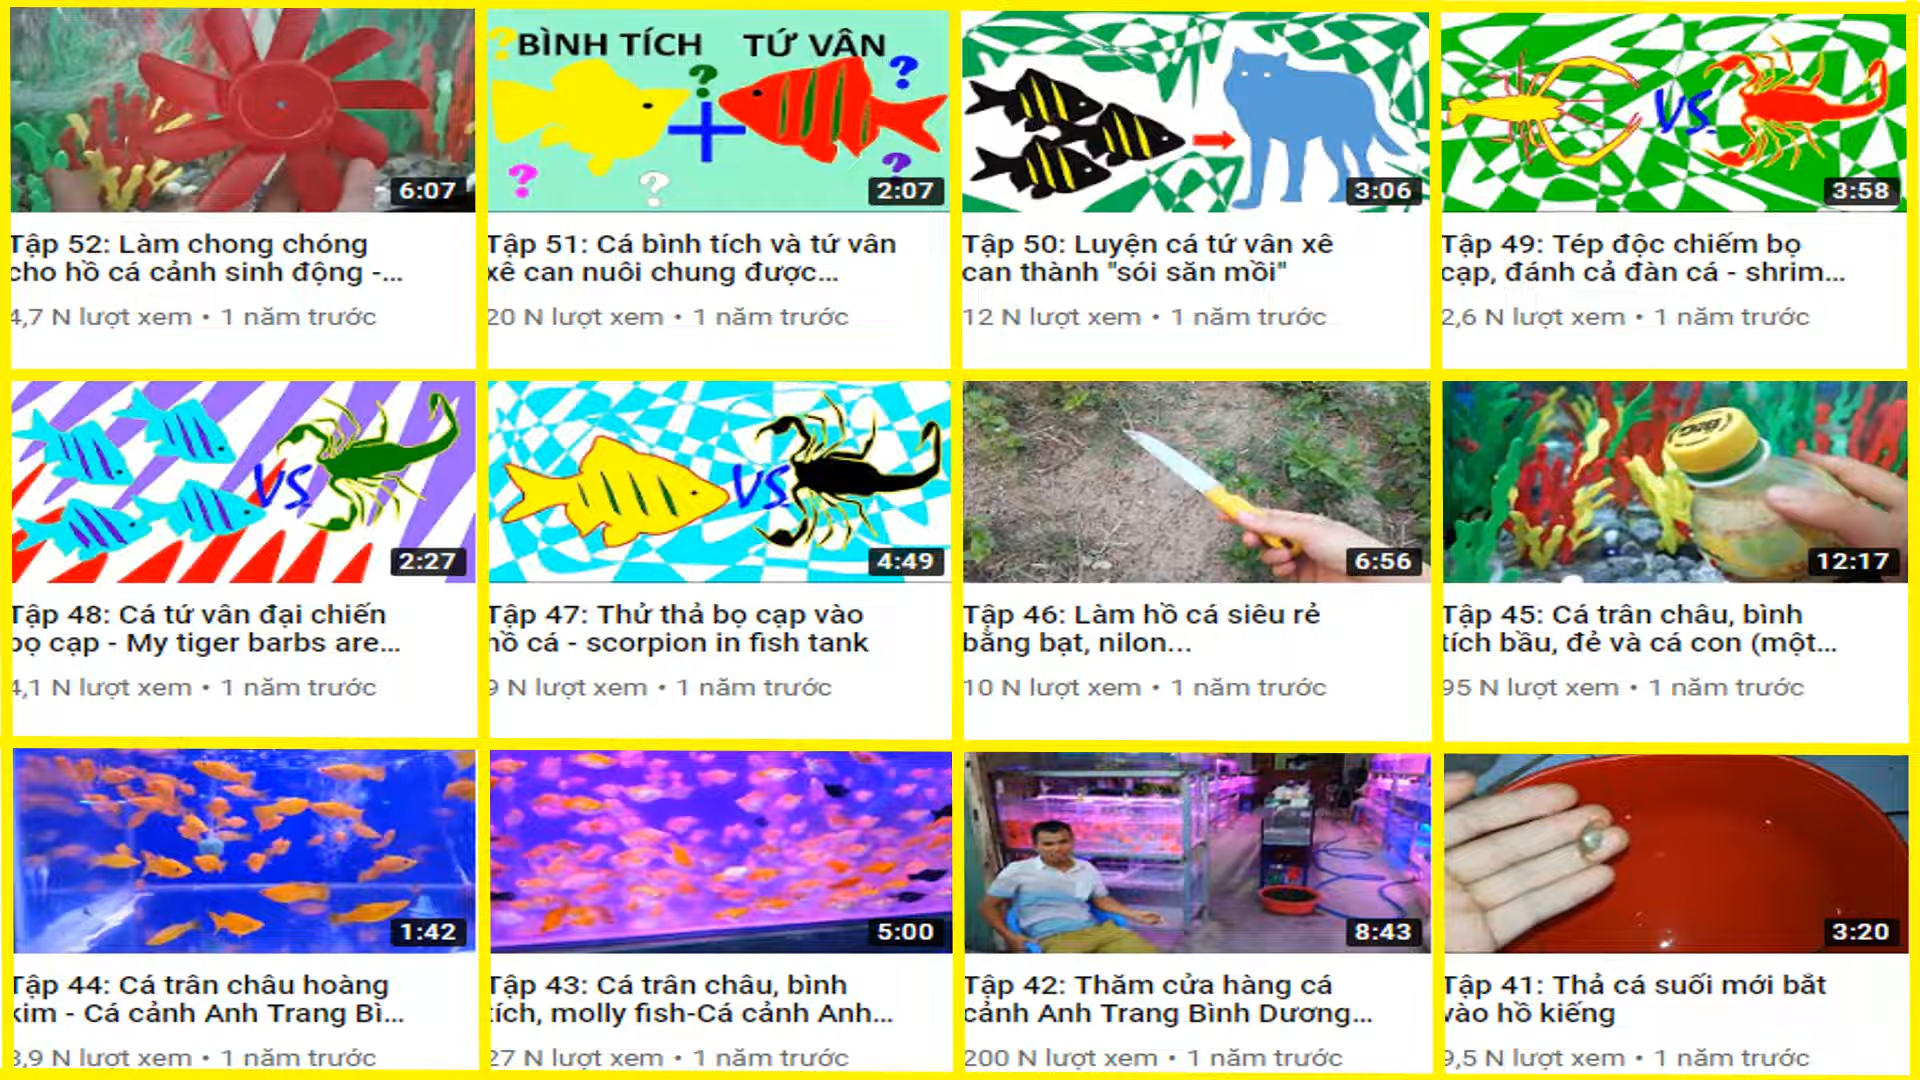 6:07
Tập 52: Làm chong chóng
cho hồ cá cảnh sinh động -...
4,7 N lượt xem • 1 năm trước
BÌNH TÍCH TỨ VÂN
? ? ? ? ? ?
+
2:07
Tập 51: Cá bình tích và tứ vân
xê can nuôi chung được...
20 N lượt xem • 1 năm trước
3:06
Tập 50: Luyện cá tứ vân xê
can thành "sói săn mồi"
12 N lượt xem • 1 năm trước
VS.
3:58
Tập 49: Tép độc chiếm bọ
cạp, đánh cả đàn cá - shrim...
2,6 N lượt xem • 1 năm trước
VS.
2:27
Tập 48: Cá tứ vân đại chiến
bọ cạp - My tiger barbs are...
4,1 N lượt xem • 1 năm trước
VS.
4:49
Tập 47: Thử thả bọ cạp vào
hồ cá - scorpion in fish tank
9 N lượt xem • 1 năm trước
6:56
Tập 46: Làm hồ cá siêu rẻ
bằng bạt, nilon...
10 N lượt xem • 1 năm trước
12:17
Tập 45: Cá trân châu, bình
tích bầu, đẻ và cá con (một...
95 N lượt xem • 1 năm trước
1:42
Tập 44: Cá trân châu hoàng
kim - Cá cảnh Anh Trang Bì...
3,9 N lượt xem • 1 năm trước
5:00
Tập 43: Cá trân châu, bình
tích, molly fish-Cá cảnh Anh...
27 N lượt xem • 1 năm trước
8:43
Tập 42: Thăm cửa hàng cá
cảnh Anh Trang Bình Dương...
200 N lượt xem • 1 năm trước
3:20
Tập 41: Thả cá suối mới bắt
vào hồ kiếng
9,5 N lượt xem • 1 năm trước